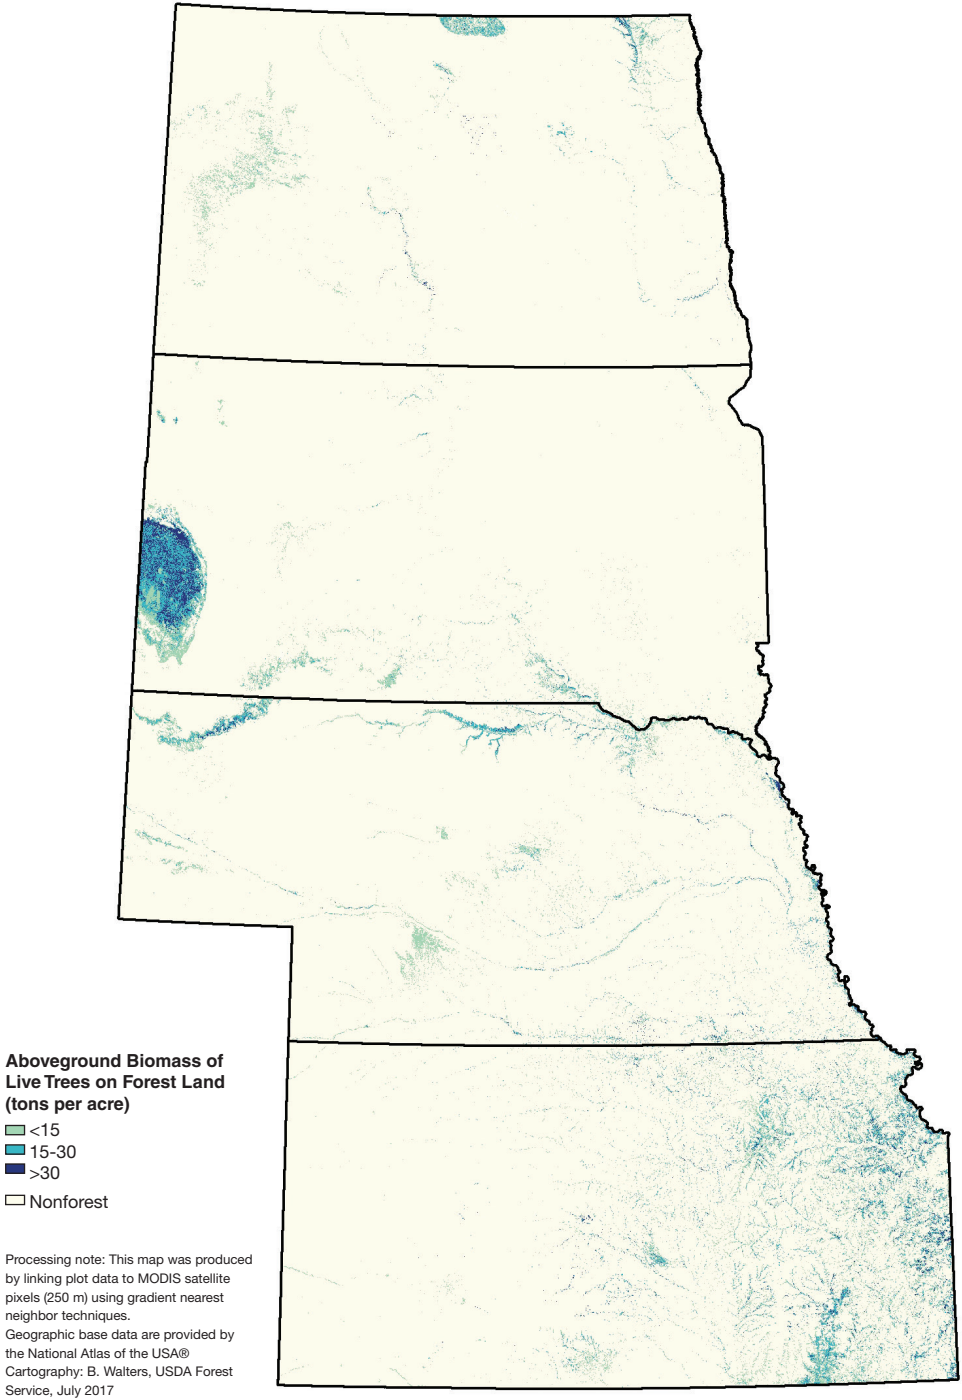 Aboveground Biomass of
Live Trees on Forest Land
(tons per acre)
<15
15-30
>30
Nonforest
Processing note: This map was produced
by linking plot data to MODIS satellite
pixels (250 m) using gradient nearest
neighbor techniques.
Geographic base data are provided by
the National Atlas of the USA®
Cartography: B. Walters, USDA Forest
Service, July 2017